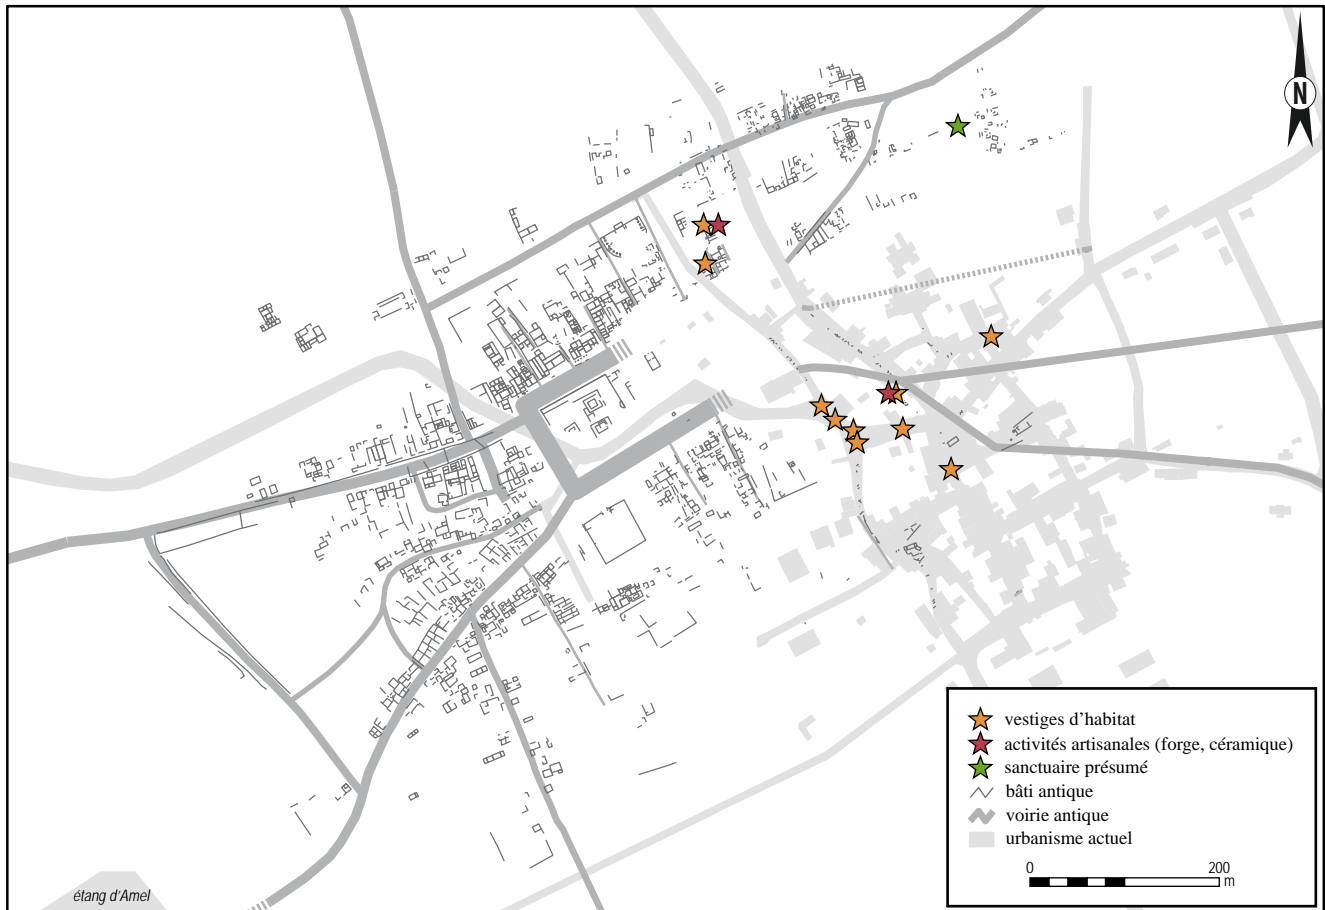 N
vestiges d’habitat
activités artisanales (forge, céramique)
sanctuaire présumé
bâti antique
voirie antique
urbanisme actuel
0 200
m
étang d'Amel